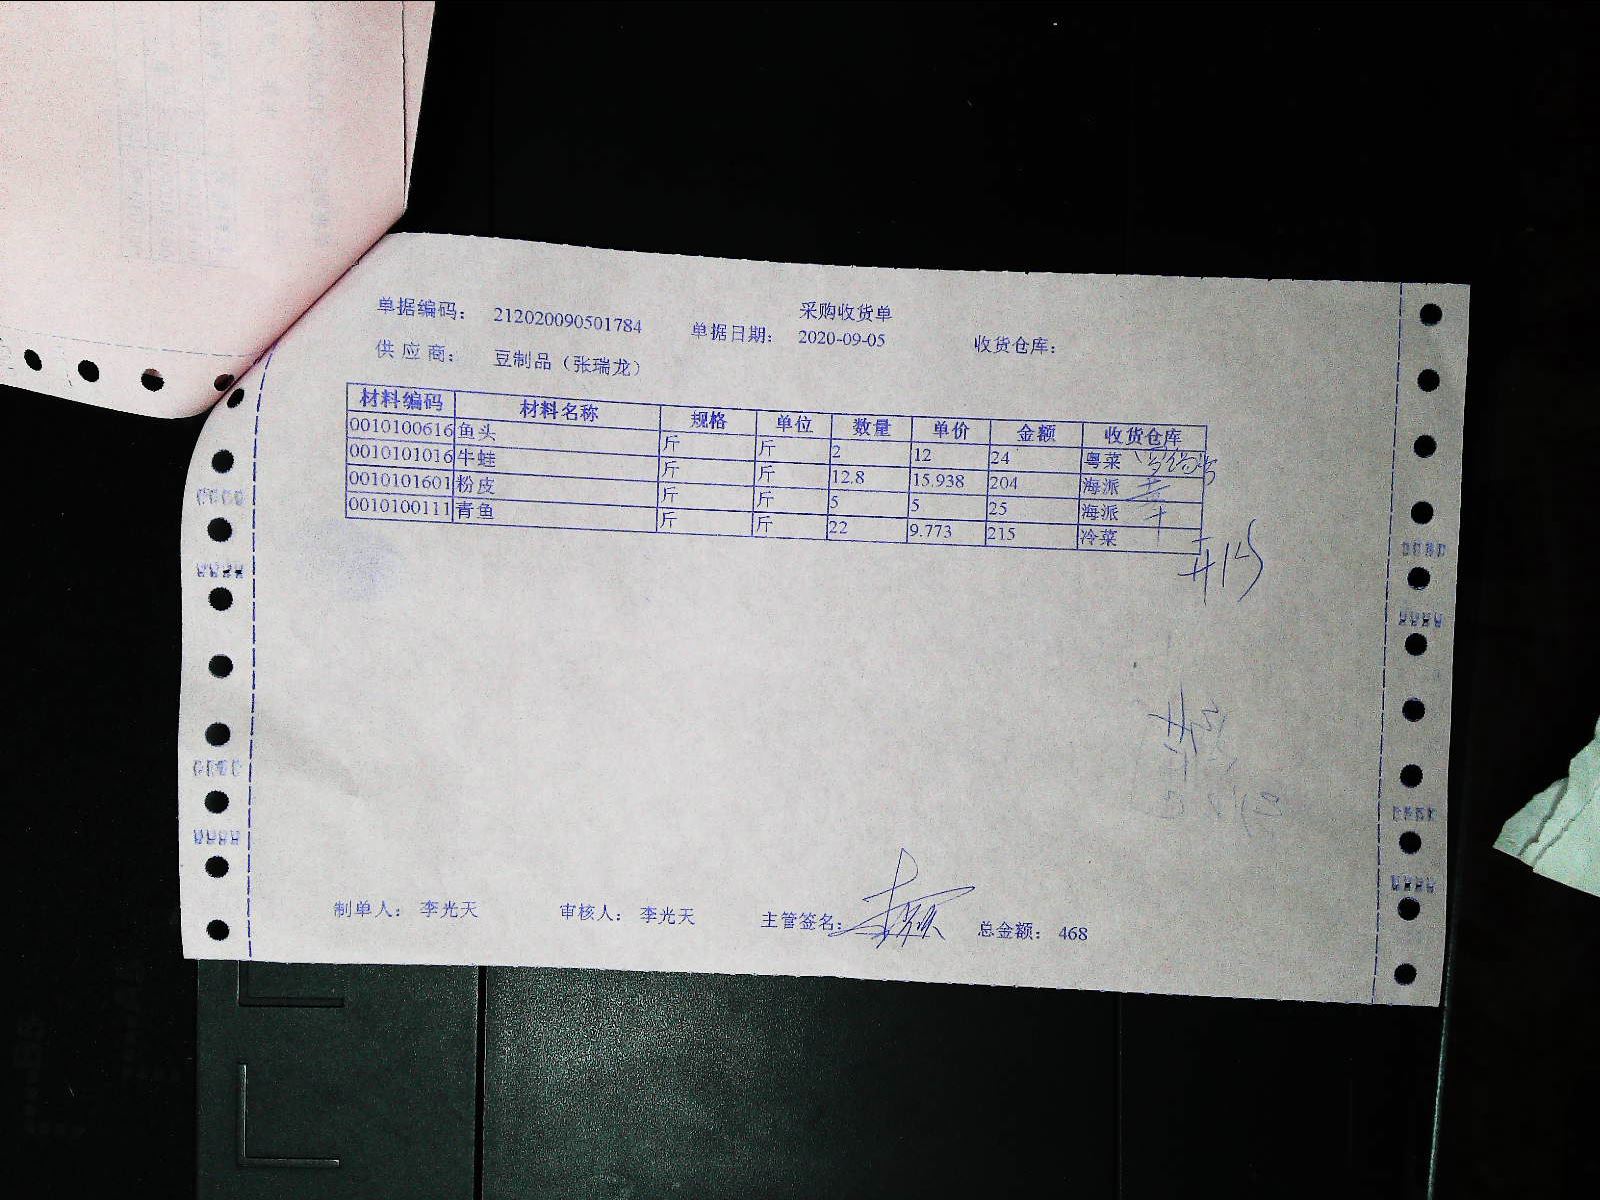 采购收货单
单据编码： 212020090501784 单据日期： 2020-09-05 收货仓库：
供应商： 豆制品（张瑞龙）
材料编码 材料名称 规格 单位 数量 单价 金额 收货仓库
0010100616 鱼头 斤 斤 2 12 24 粤菜
0010101016 牛蛙 斤 斤 12.8 15.938 204 海派
0010101601 粉皮 斤 斤 5 5 25 海派
0010100111 青鱼 斤 斤 22 9.773 215 冷菜
制单人： 李光天 审核人： 李光天 主管签名： 总金额： 468